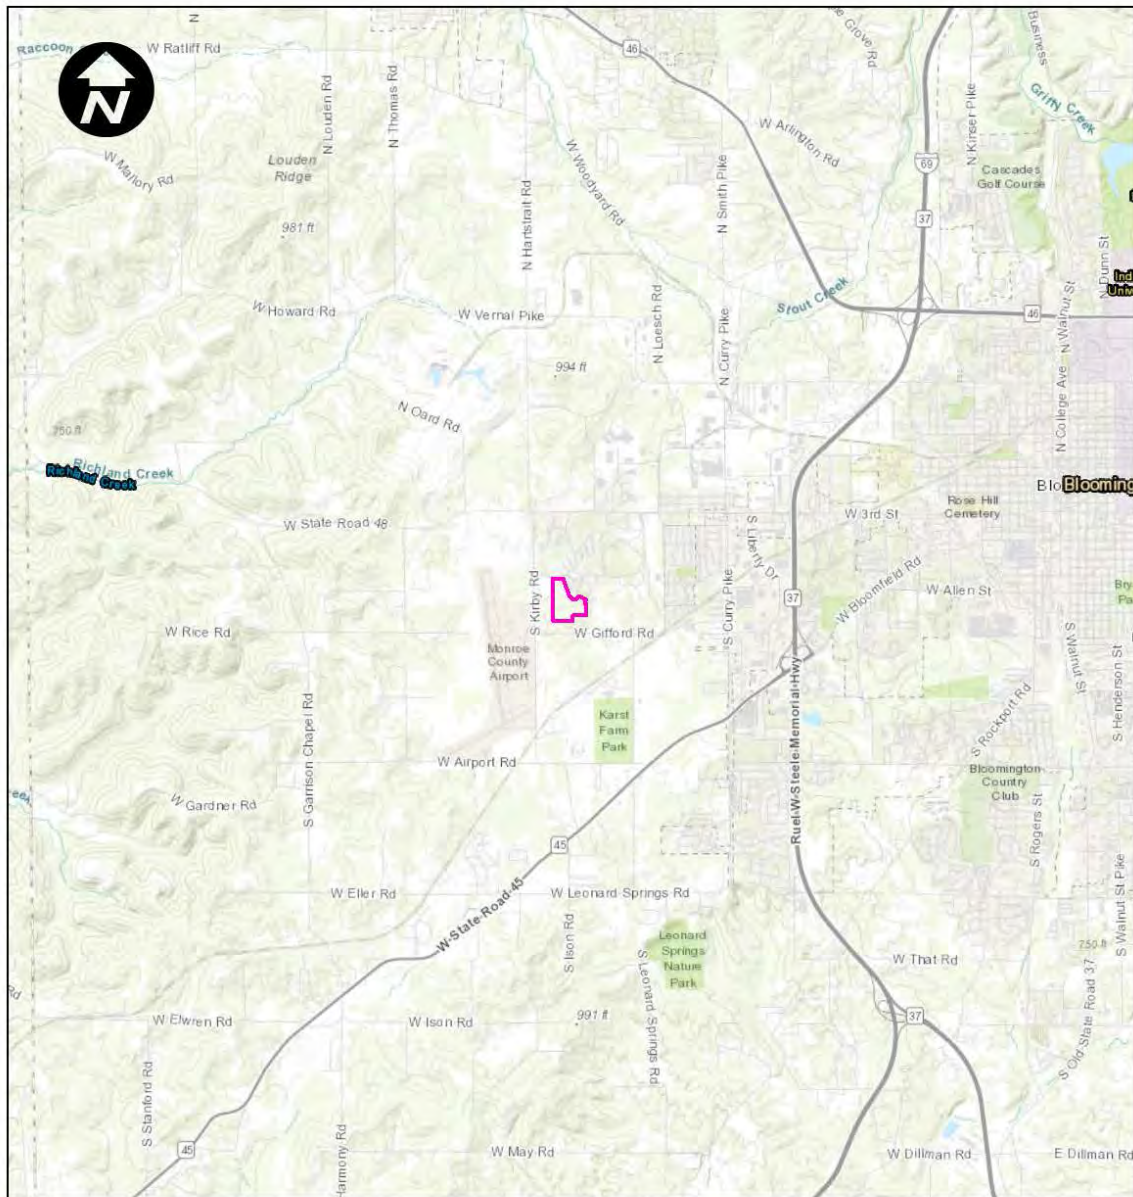 Raccoon
W Ratliff Rd
N
46
Grove Rd
Business
Griffy Creek
N Louden Rd
N Thomas Rd
W Arlington Rd
N Kinser Pike
W Mallory Rd
Louden
Ridge
W Woodyard Rd
N Smith Pike
69
Cascades
Golf Course
981 ft
N Hartstrait Rd
37
N Dunn St
Ind
Univ
W Howard Rd
W Vernal Pike
Stout Creek
46
N Loesch Rd
N Curry Pike
N Walnut St
994 ft
N Oard Rd
N College Ave
750 ft
Richland Creek
Richland Creek
Blo
Blooming
Rose Hill
Cemetery
W State Road 48
W 3rd St
S Liberty Dr
W Bloomfield Rd
S Kirby Rd
S Curry Pike
37
W Allen St
Bry
Pa
W Rice Rd
W Gifford Rd
Monroe
County
Airport
S Walnut St
S Henderson St
S Garrison Chapel Rd
Karst
Farm
Park
Ruel W Steele Memorial Hwy
S Rockport Rd
W Airport Rd
Bloomington
Country
Club
eek
W Gardner Rd
S Rogers St
45
W Eller Rd
W Leonard Springs Rd
W State Road 45
S Ison Rd
Leonard
Springs
Nature
Park
S Leonard Springs Rd
S Walnut St Pike
750 ft
W That Rd
Rd
W Elwren Rd
W Ison Rd
991 ft
37
S Old State Road 37
S Stanford Rd
45
Harmony Rd
W May Rd
W Dillman Rd
E Dillman Rd